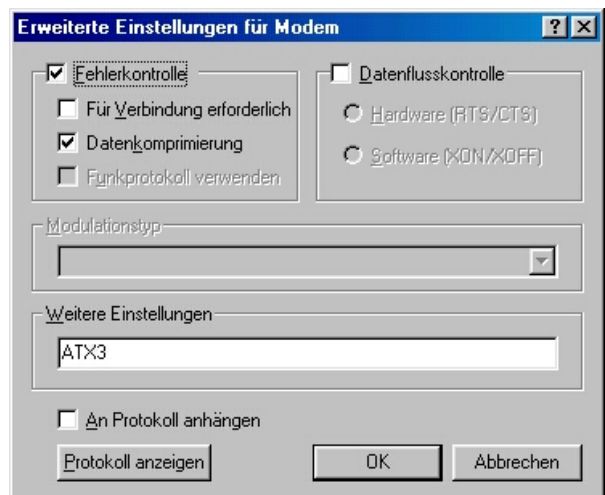 Erweiterte Einstellungen für Modem
Fehlerkontrolle
Für Verbindung erforderlich
Datenkomprimierung
Funkprotokoll verwenden
Datenflusskontrolle
Hardware (RTS/CTS)
Software (XON/XOFF)
Modulationstyp
Weitere Einstellungen
ATX3
An Protokoll anhängen
Protokoll anzeigen
OK
Abbrechen